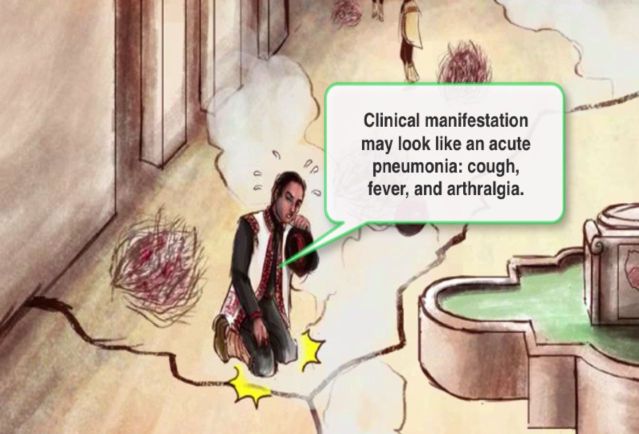 Clinical manifestation
may look like an acute
pneumonia: cough,
fever, and arthralgia.